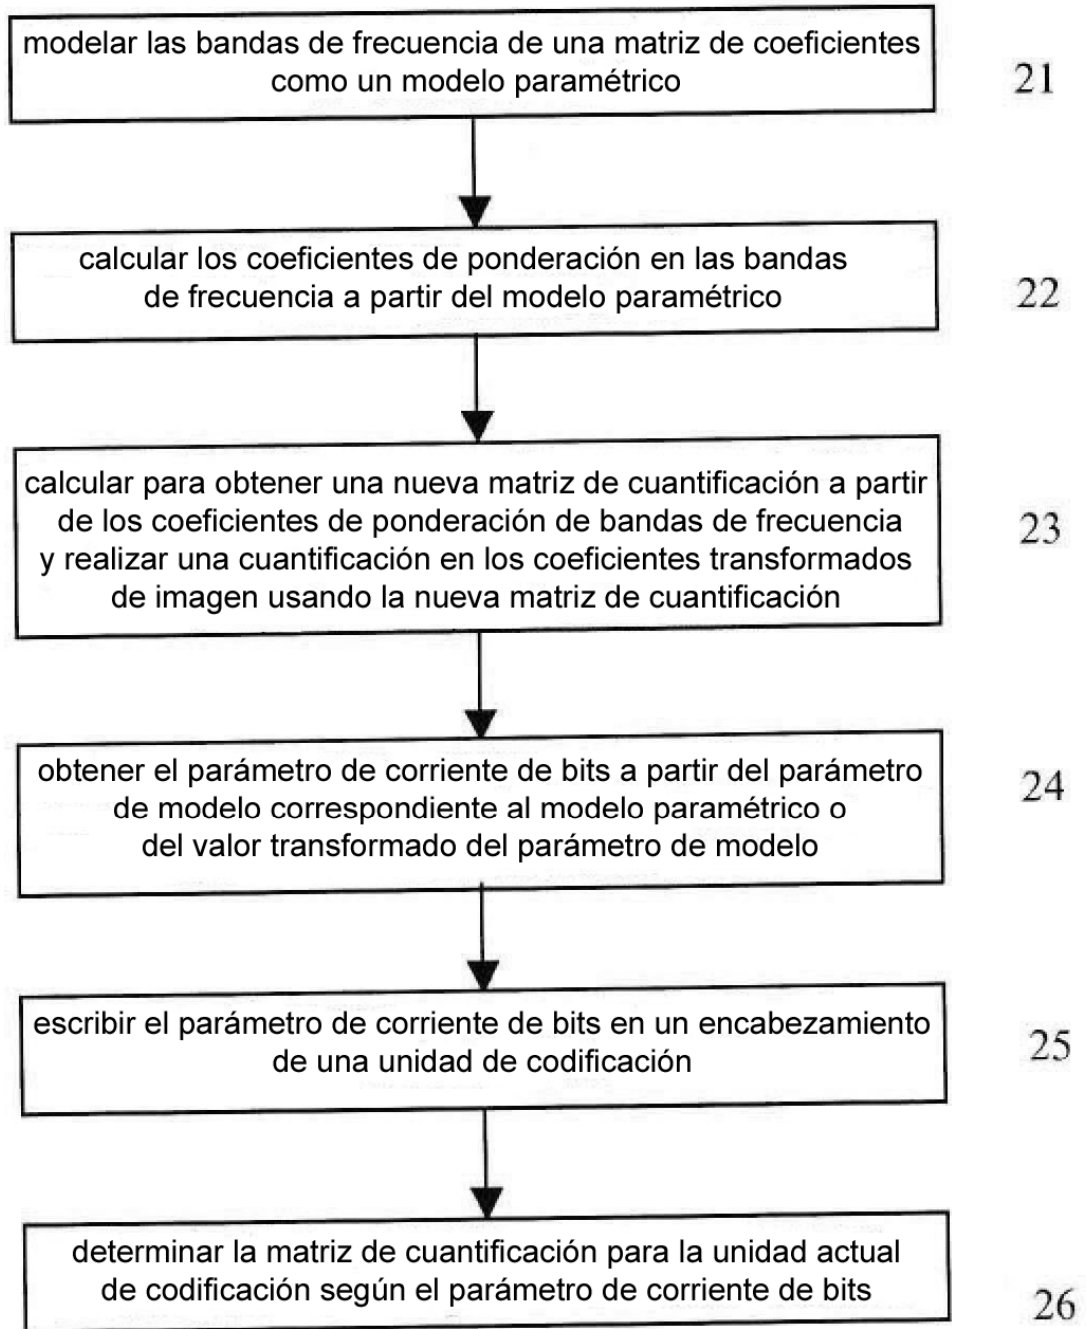 modelar las bandas de frecuencia de una matriz de coeficientes
como un modelo paramétrico
21
calcular los coeficientes de ponderación en las bandas
de frecuencia a partir del modelo paramétrico
22
calcular para obtener una nueva matriz de cuantificación a partir
de los coeficientes de ponderación de bandas de frecuencia
y realizar una cuantificación en los coeficientes transformados
de imagen usando la nueva matriz de cuantificación
23
obtener el parámetro de corriente de bits a partir del parámetro
de modelo correspondiente al modelo paramétrico o
del valor transformado del parámetro de modelo
24
escribir el parámetro de corriente de bits en un encabezamiento
de una unidad de codificación
25
determinar la matriz de cuantificación para la unidad actual
de codificación según el parámetro de corriente de bits
26